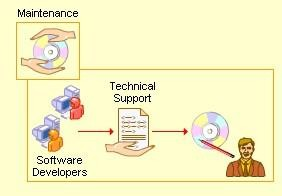 Maintenance
Technical
Support
Software
Developers